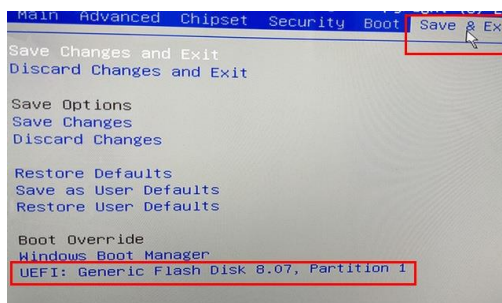 Main Advanced Chipset Security Boot Save & Ex
Save Changes and Exit
Discard Changes and Exit
Save Options
Save Changes
Discard Changes
Restore Defaults
Save as User Defaults
Restore User Defaults
Boot Override
Windows Boot Manager
UEFI: Generic Flash Disk 8.07, Partition 1